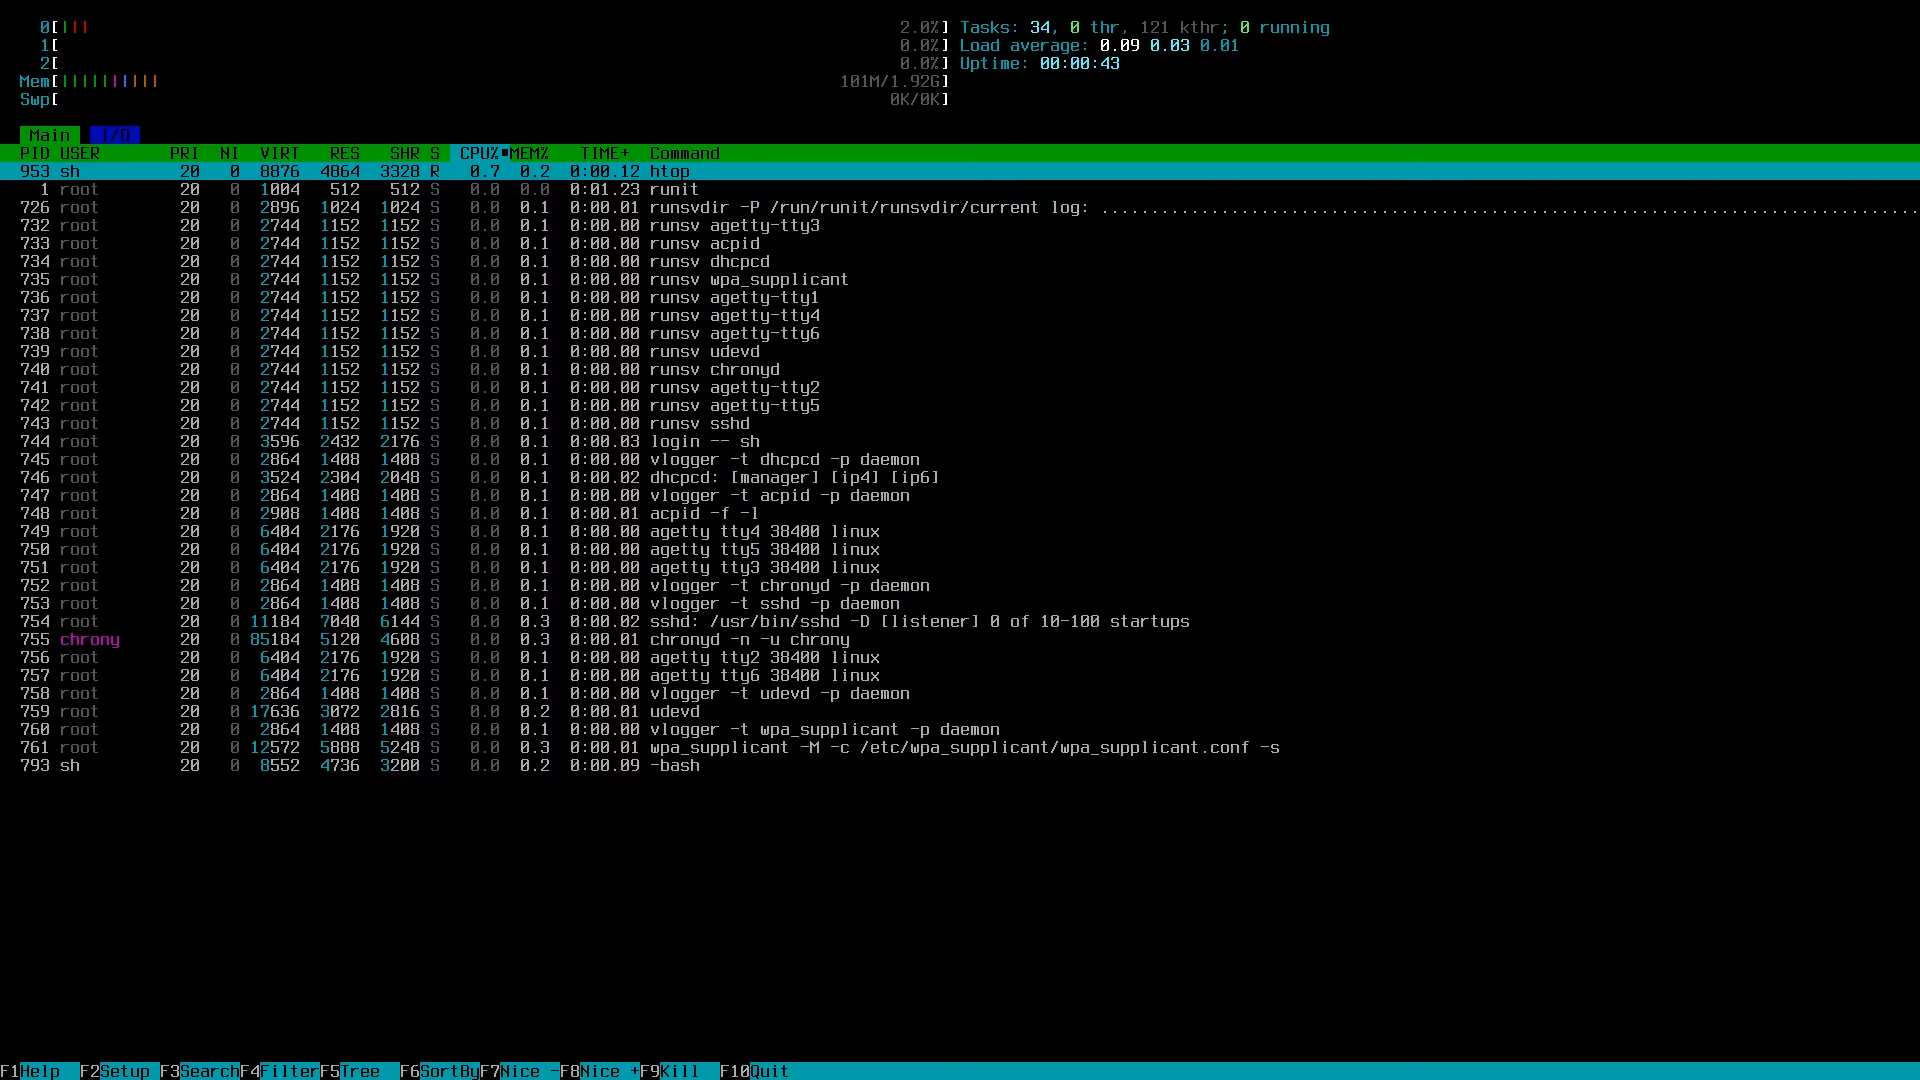 0[||| 2.0%] Tasks: 34, 0 thr, 121 kthr; 0 running
1[ 0.0%] Load average: 0.09 0.03 0.01
2[ 0.0%] Uptime: 00:00:43
Mem[|||||||||| 101M/1.92G]
Swp[ 0K/0K]
Main I/O
PID USER PRI NI VIRT RES SHR S CPU% MEM% TIME+ Command
953 sh 20 0 8876 4864 3328 R 0.7 0.2 0:00.12 htop
1 root 20 0 1004 512 512 S 0.0 0.0 0:01.23 runit
726 root 20 0 2896 1024 1024 S 0.0 0.1 0:00.01 runsvdir -P /run/runit/runsvdir/current log: ..................................................................................
732 root 20 0 2744 1152 1152 S 0.0 0.1 0:00.00 runsv agetty-tty3
733 root 20 0 2744 1152 1152 S 0.0 0.1 0:00.00 runsv acpid
734 root 20 0 2744 1152 1152 S 0.0 0.1 0:00.00 runsv dhcpcd
735 root 20 0 2744 1152 1152 S 0.0 0.1 0:00.00 runsv wpa_supplicant
736 root 20 0 2744 1152 1152 S 0.0 0.1 0:00.00 runsv agetty-tty1
737 root 20 0 2744 1152 1152 S 0.0 0.1 0:00.00 runsv agetty-tty4
738 root 20 0 2744 1152 1152 S 0.0 0.1 0:00.00 runsv agetty-tty6
739 root 20 0 2744 1152 1152 S 0.0 0.1 0:00.00 runsv udevd
740 root 20 0 2744 1152 1152 S 0.0 0.1 0:00.00 runsv chronyd
741 root 20 0 2744 1152 1152 S 0.0 0.1 0:00.00 runsv agetty-tty2
742 root 20 0 2744 1152 1152 S 0.0 0.1 0:00.00 runsv agetty-tty5
743 root 20 0 2744 1152 1152 S 0.0 0.1 0:00.00 runsv sshd
744 root 20 0 3596 2432 2176 S 0.0 0.1 0:00.03 login -- sh
745 root 20 0 2864 1408 1408 S 0.0 0.1 0:00.00 vlogger -t dhcpcd -p daemon
746 root 20 0 3524 2304 2048 S 0.0 0.1 0:00.02 dhcpcd: [manager] [ip4] [ip6]
747 root 20 0 2864 1408 1408 S 0.0 0.1 0:00.00 vlogger -t acpid -p daemon
748 root 20 0 2908 1408 1408 S 0.0 0.1 0:00.01 acpid -f -l
749 root 20 0 6404 2176 1920 S 0.0 0.1 0:00.00 agetty tty4 38400 linux
750 root 20 0 6404 2176 1920 S 0.0 0.1 0:00.00 agetty tty5 38400 linux
751 root 20 0 6404 2176 1920 S 0.0 0.1 0:00.00 agetty tty3 38400 linux
752 root 20 0 2864 1408 1408 S 0.0 0.1 0:00.00 vlogger -t chronyd -p daemon
753 root 20 0 2864 1408 1408 S 0.0 0.1 0:00.00 vlogger -t sshd -p daemon
754 root 20 0 11184 7040 6144 S 0.0 0.3 0:00.02 sshd: /usr/bin/sshd -D [listener] 0 of 10-100 startups
755 chrony 20 0 85184 5120 4608 S 0.0 0.3 0:00.01 chronyd -n -u chrony
756 root 20 0 6404 2176 1920 S 0.0 0.1 0:00.00 agetty tty2 38400 linux
757 root 20 0 6404 2176 1920 S 0.0 0.1 0:00.00 agetty tty6 38400 linux
758 root 20 0 2864 1408 1408 S 0.0 0.1 0:00.00 vlogger -t udevd -p daemon
759 root 20 0 17636 3072 2816 S 0.0 0.2 0:00.01 udevd
760 root 20 0 2864 1408 1408 S 0.0 0.1 0:00.00 vlogger -t wpa_supplicant -p daemon
761 root 20 0 12572 5888 5248 S 0.0 0.3 0:00.01 wpa_supplicant -M -c /etc/wpa_supplicant/wpa_supplicant.conf -s
793 sh 20 0 8552 4736 3200 S 0.0 0.2 0:00.09 -bash
F1Help F2Setup F3SearchF4FilterF5Tree F6SortByF7Nice -F8Nice +F9Kill F10Quit